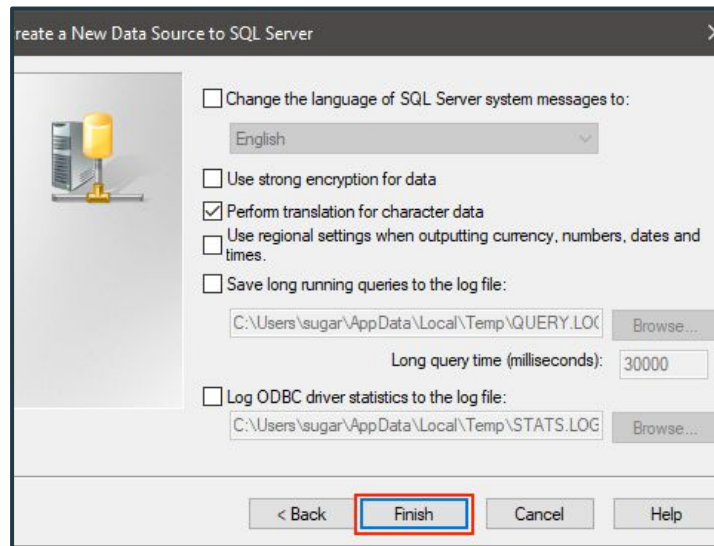 reate a New Data Source to SQL Server
Change the language of SQL Server system messages to:
English
Use strong encryption for data
Perform translation for character data
Use regional settings when outputting currency, numbers, dates and
times.
Save long running queries to the log file:
C:\Users\sugar\AppData\Local\Temp\QUERY.LO(
Browse...
Long query time (milliseconds):
30000
Log ODBC driver statistics to the log file:
C:\Users\sugar\AppData\Local\Temp\STATS.LOG
Browse...
< Back
Finish
Cancel
Help